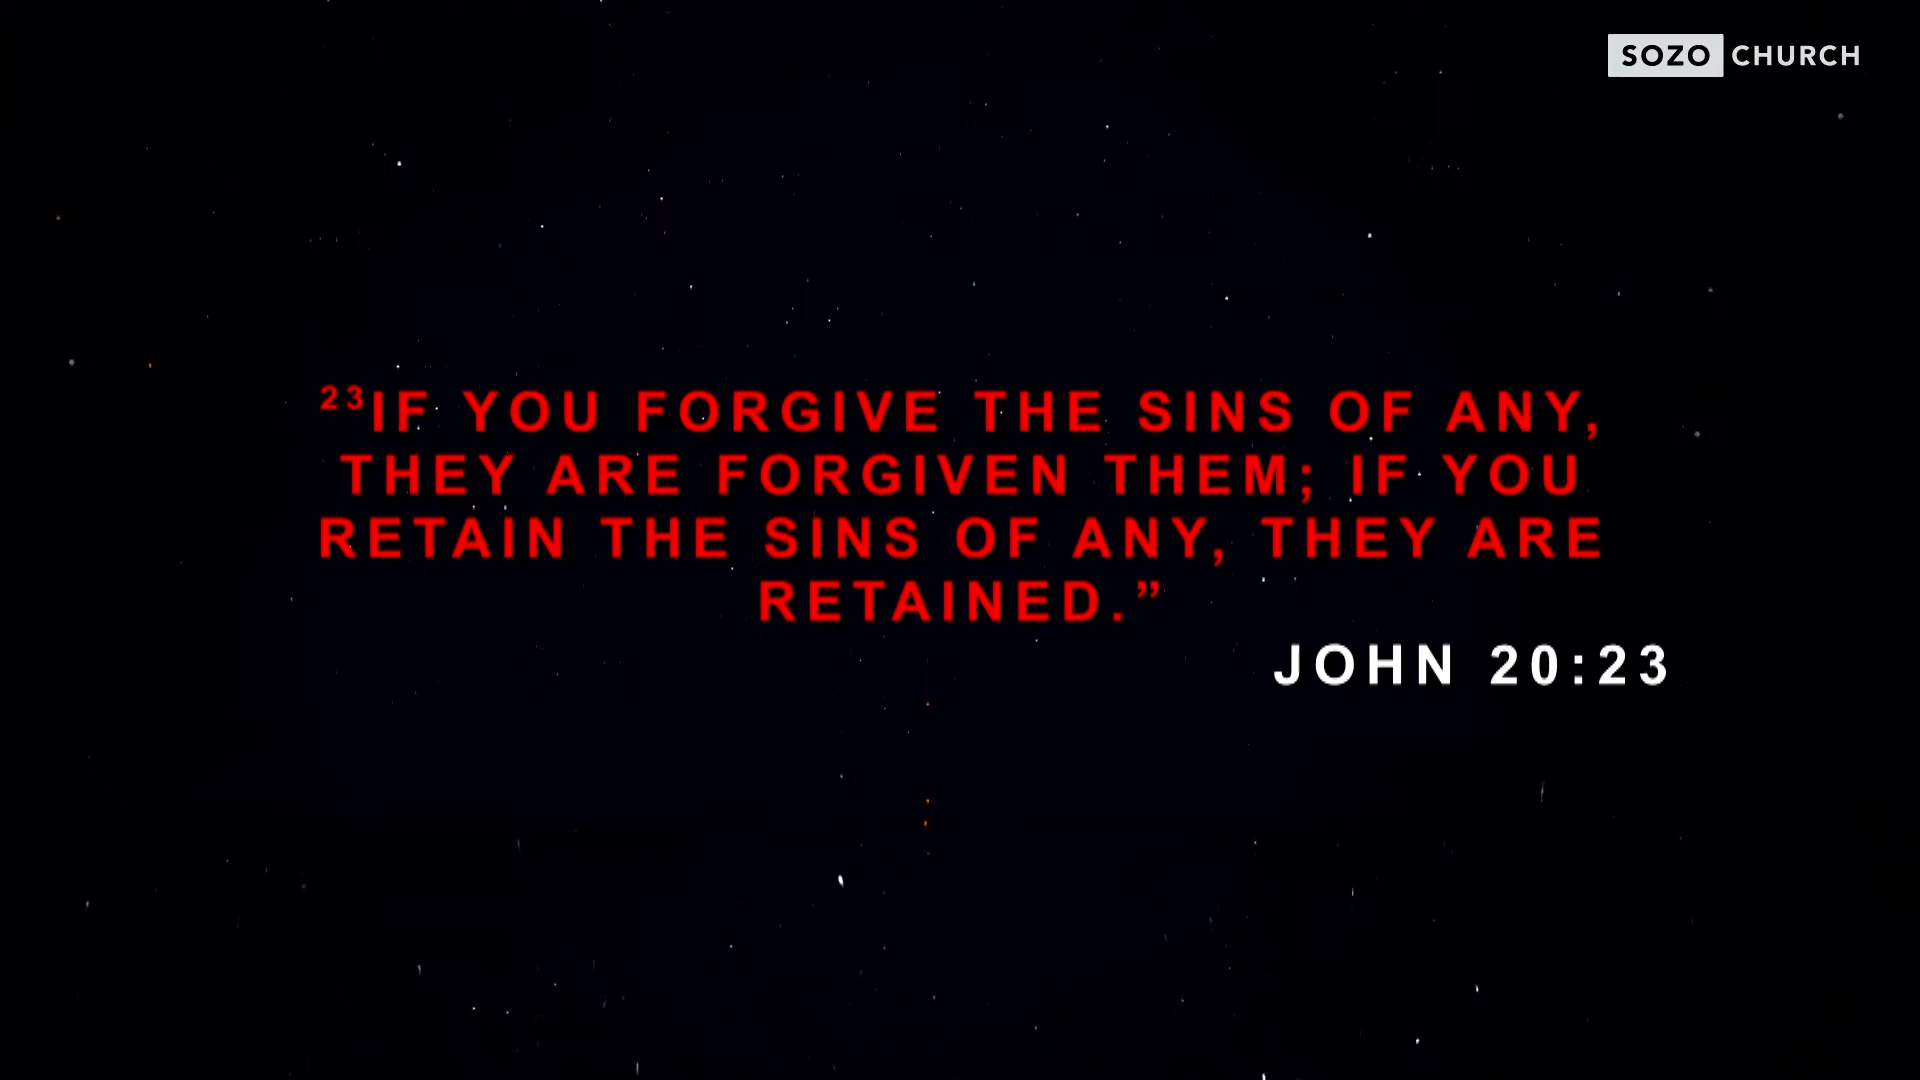 SOZO CHURCH
²³IF YOU FORGIVE THE SINS OF ANY,
THEY ARE FORGIVEN THEM; IF YOU
RETAIN THE SINS OF ANY, THEY ARE
RETAINED.”
JOHN 20:23